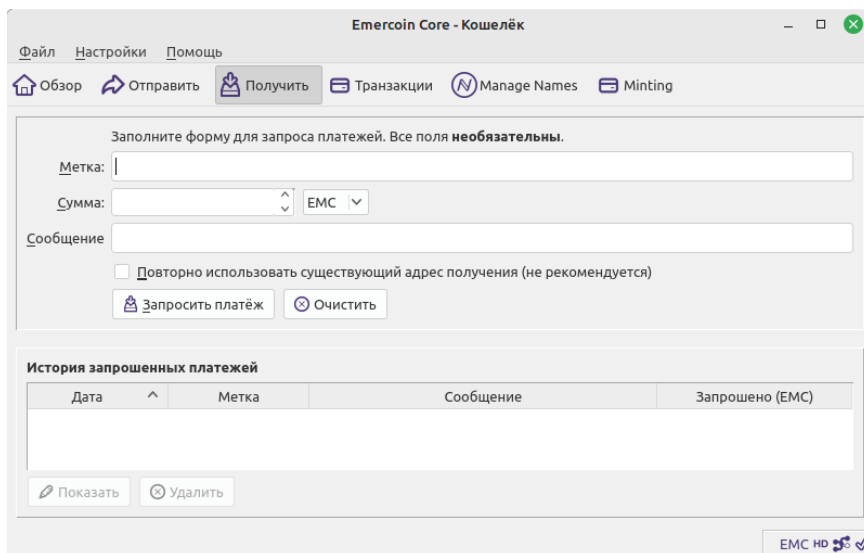 Emercoin Core - Кошелёк
Файл Настройки Помощь
Обзор Отправить Получить Транзакции Manage Names Minting
Заполните форму для запроса платежей. Все поля необязательны.
Метка:
Сумма: EMC
Сообщение
Повторно использовать существующий адрес получения (не рекомендуется)
Запросить платёж Очистить
История запрошенных платежей
Дата Метка Сообщение Запрошено (EMC)
Показать Удалить
EMC HD